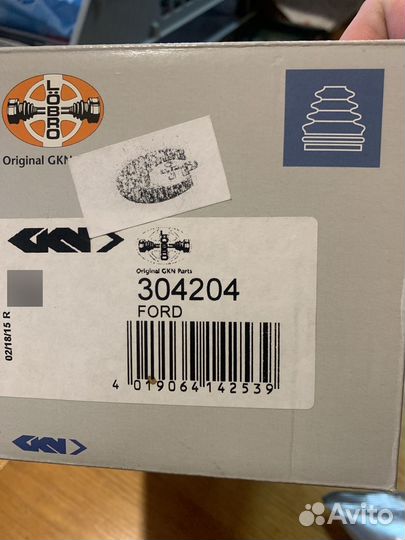 LÖBRO
Original GKN
GKN
Original GKN Parts
304204
FORD
02/18/15 R
4 019064 142539
GKN
Avito